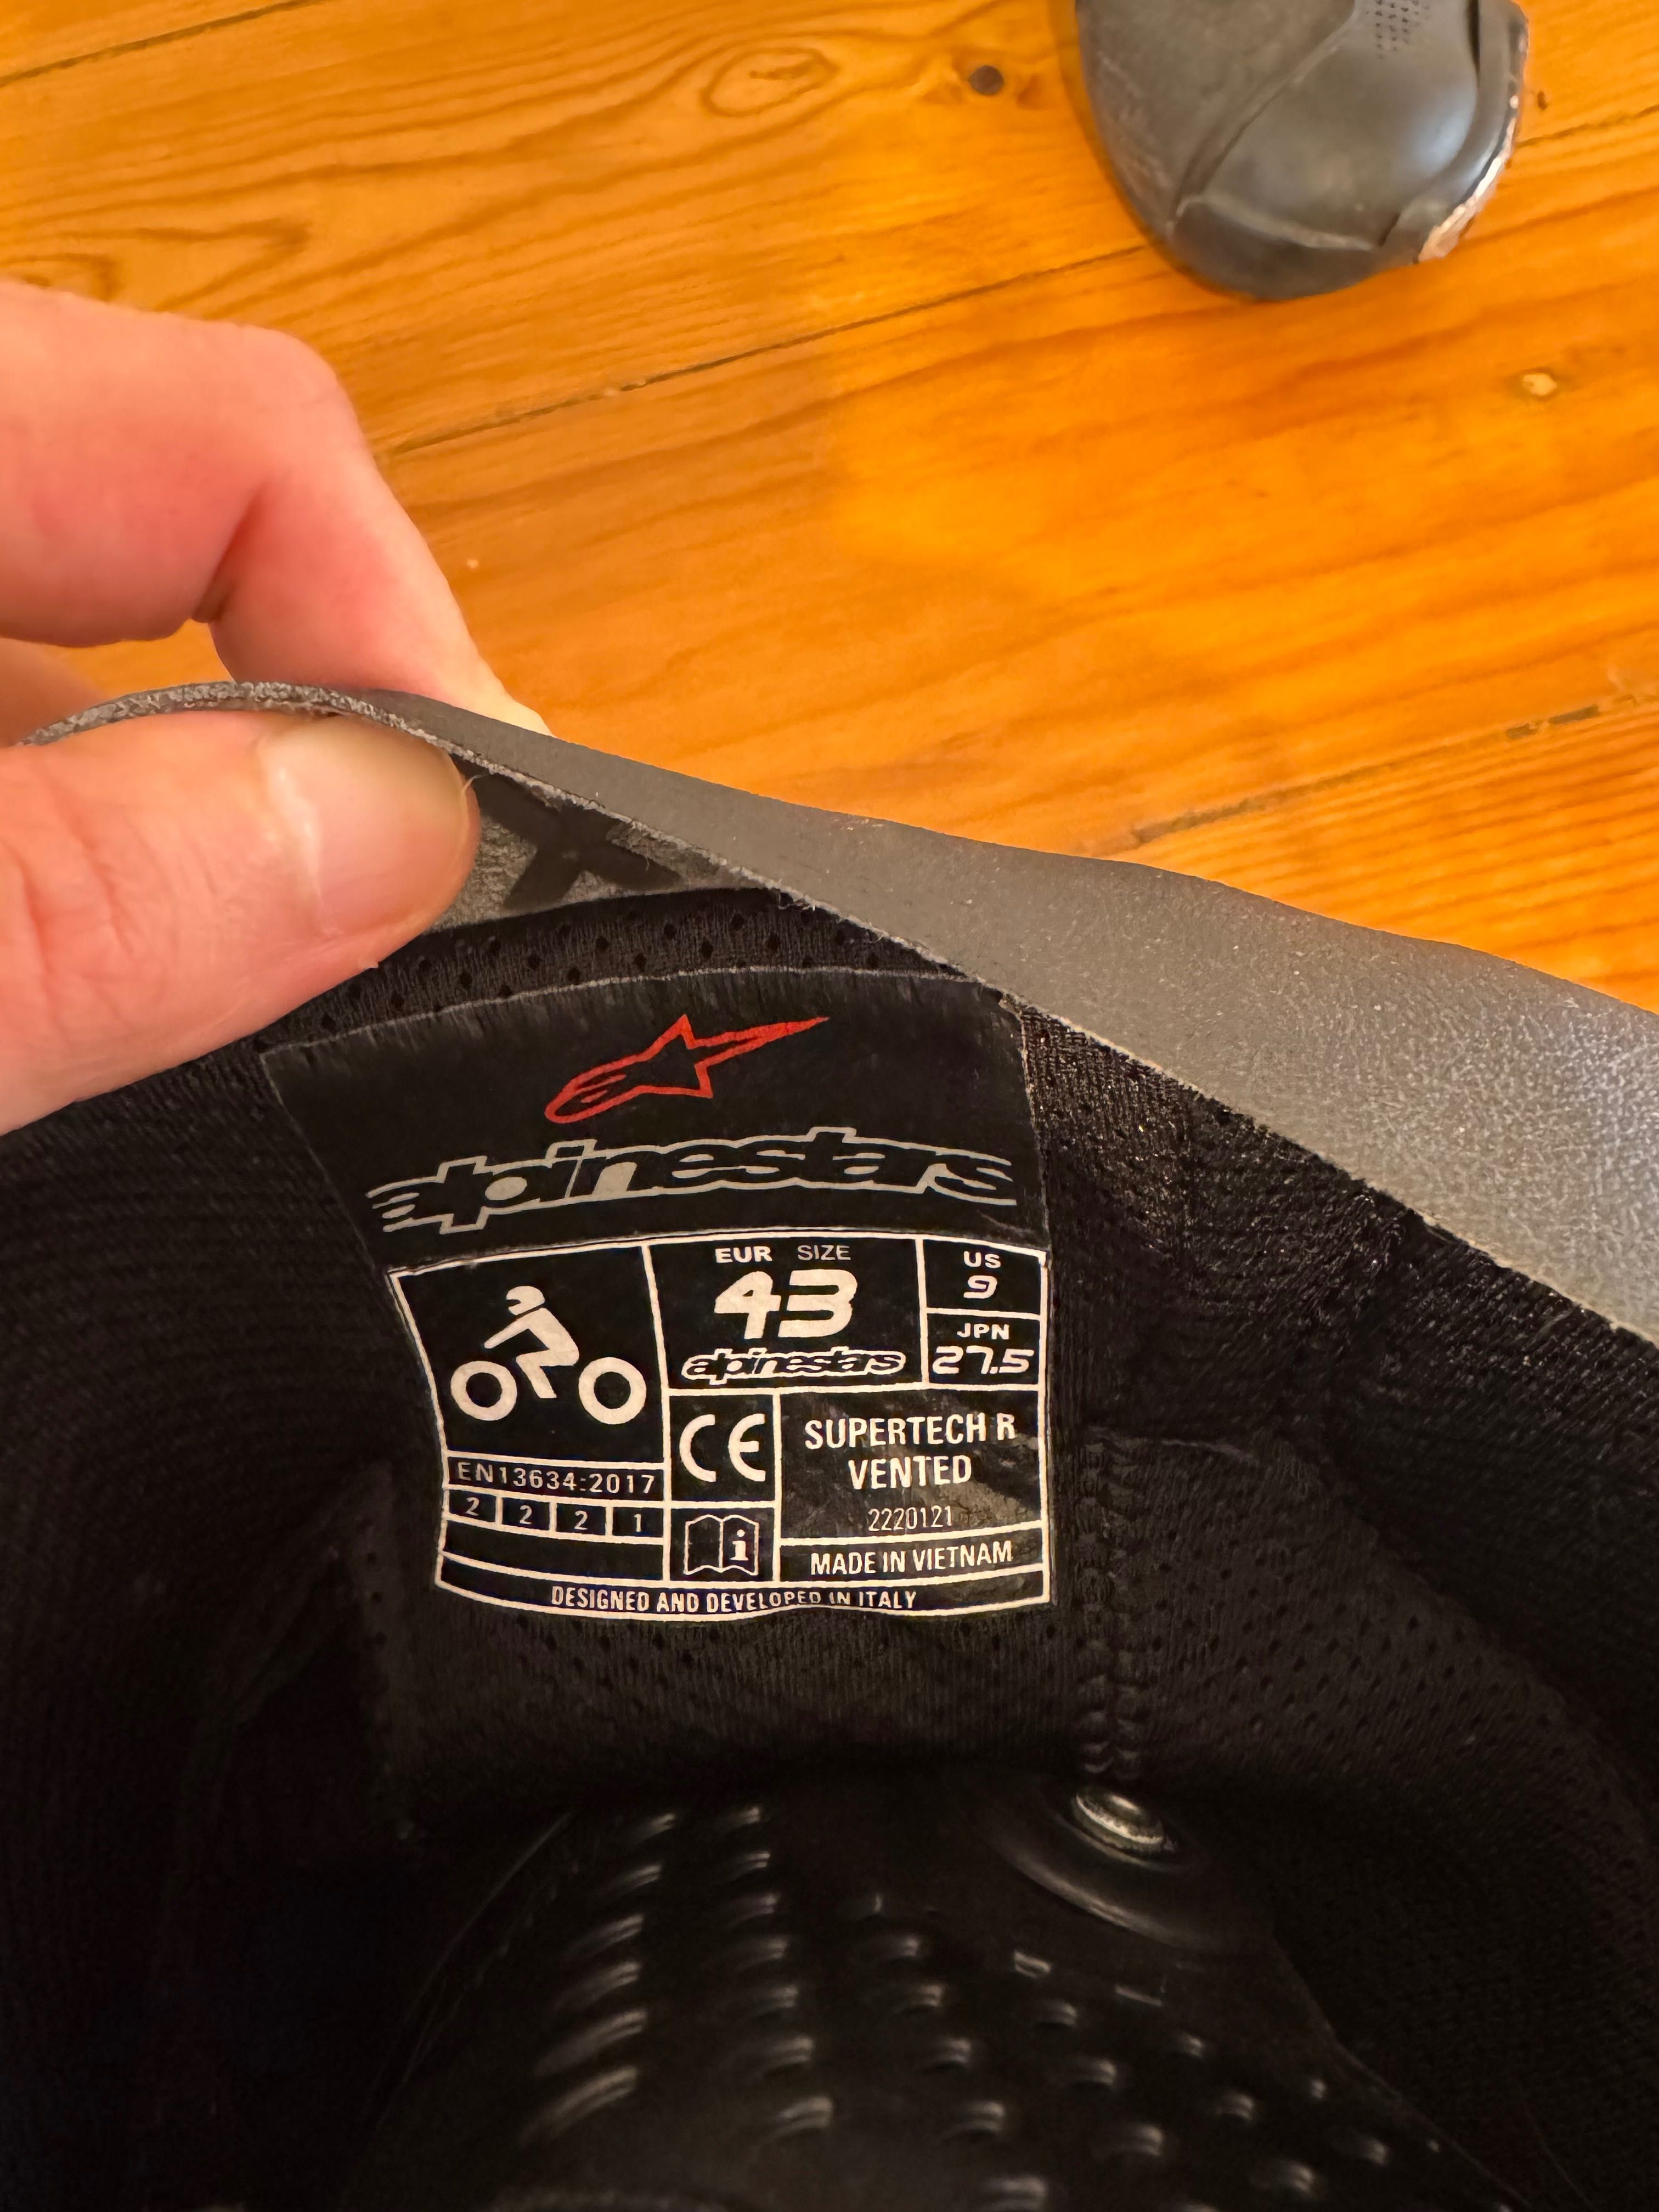 alpinestars
EUR SIZE
43
alpinestars
US
9
JPN
27.5
EN13634:2017
2 2 2 1
CE
i
SUPERTECH R
VENTED
2220121
MADE IN VIETNAM
DESIGNED AND DEVELOPED IN ITALY